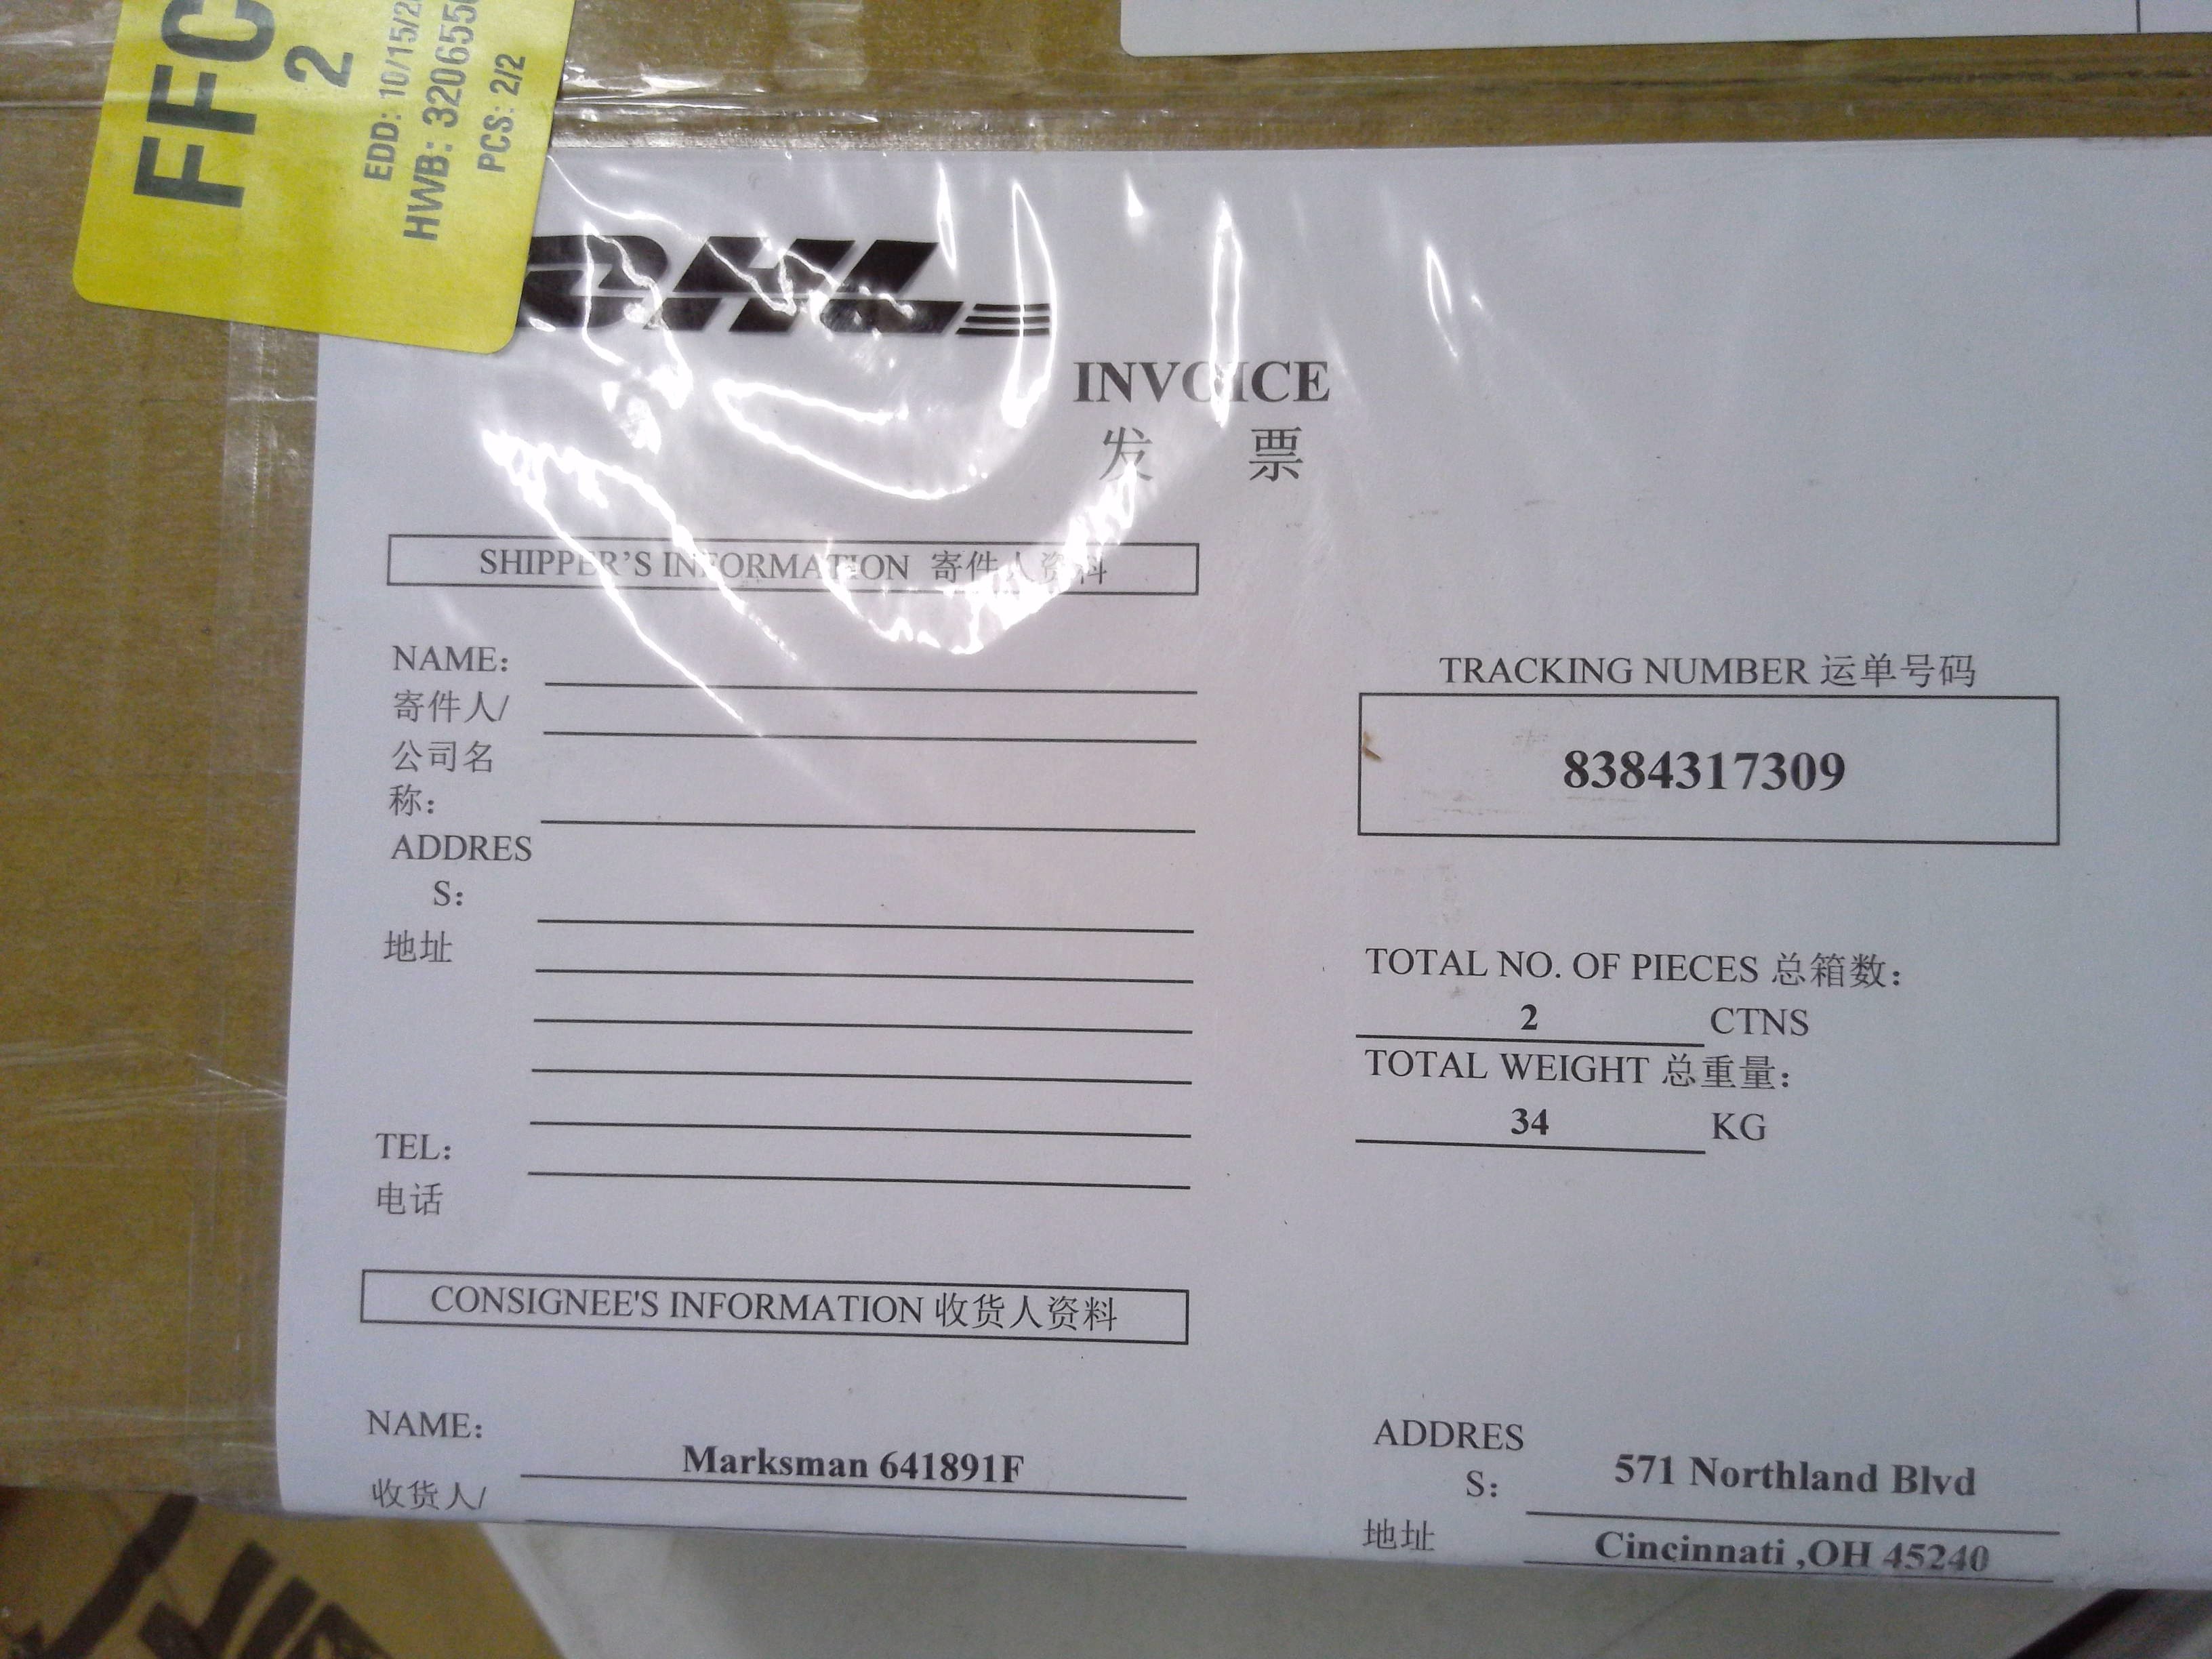 FFC
2
EDD: 10/15/2
HWB: 3206550
PCS: 2/2
DHL
INVOICE
发 票
SHIPPER'S INFORMATION 寄件人资料
NAME:
寄件人/
公司名
称:
ADDRES
S:
地址
TEL:
电话
TRACKING NUMBER 运单号码
8384317309
TOTAL NO. OF PIECES 总箱数:
2 CTNS
TOTAL WEIGHT 总重量:
34 KG
CONSIGNEE'S INFORMATION 收货人资料
NAME:
Marksman 641891F
收货人/
ADDRES
S: 571 Northland Blvd
地址 Cincinnati ,OH 45240